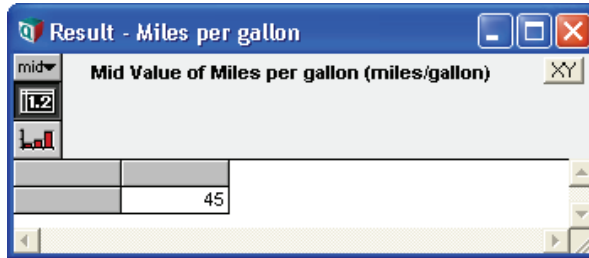 Result - Miles per gallon
mid
Mid Value of Miles per gallon (miles/gallon)
XY
1.2
45